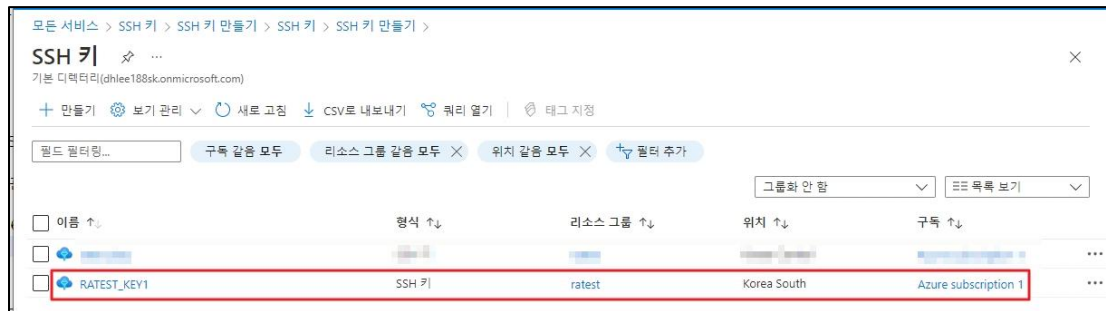 모든 서비스 > SSH 키 > SSH 키 만들기 > SSH 키 > SSH 키 만들기 >
SSH 키 ...
기본 디렉터리(dhlee188sk.onmicrosoft.com)
만들기 보기 관리 새로 고침 CSV로 내보내기 쿼리 열기 태그 지정
필드 필터링... 구독 같음 모두 리소스 그룹 같음 모두 위치 같음 모두 필터 추가
그룹화 안 함 목록 보기
이름 형식 리소스 그룹 위치 구독
RATEST_KEY1 SSH 키 ratest Korea South Azure subscription 1